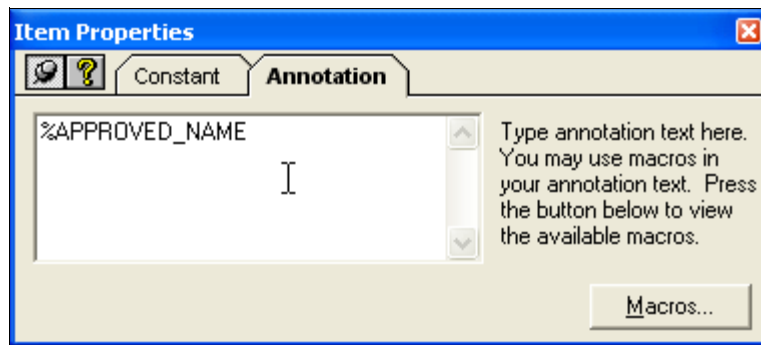 Item Properties
Constant
Annotation
%APPROVED_NAME
Type annotation text here.
You may use macros in
your annotation text. Press
the button below to view
the available macros.
Macros...